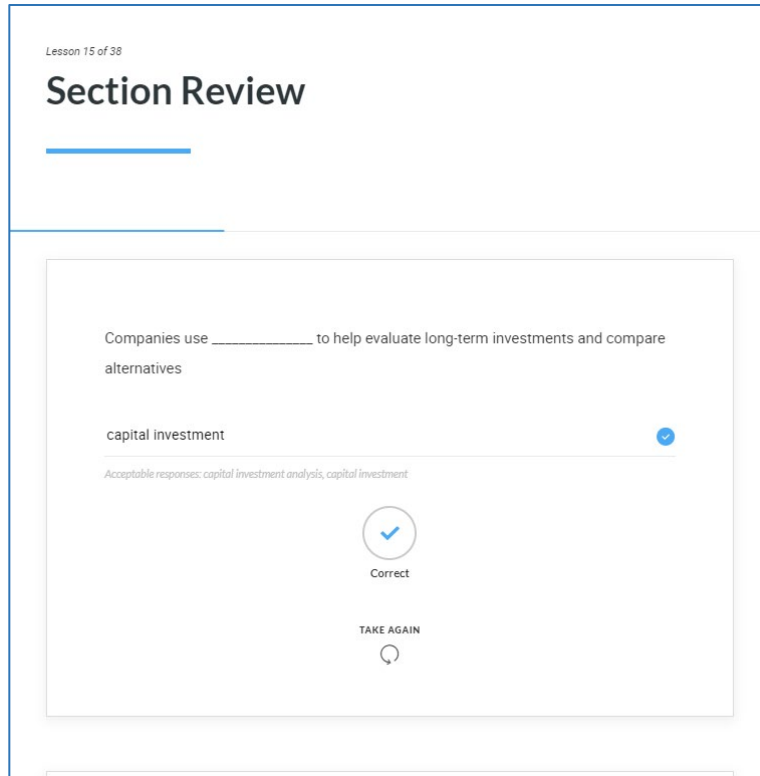 Lesson 15 of 38
Section Review
Companies use _______________ to help evaluate long-term investments and compare
alternatives
capital investment
Acceptable responses: capital investment analysis, capital investment
Correct
TAKE AGAIN